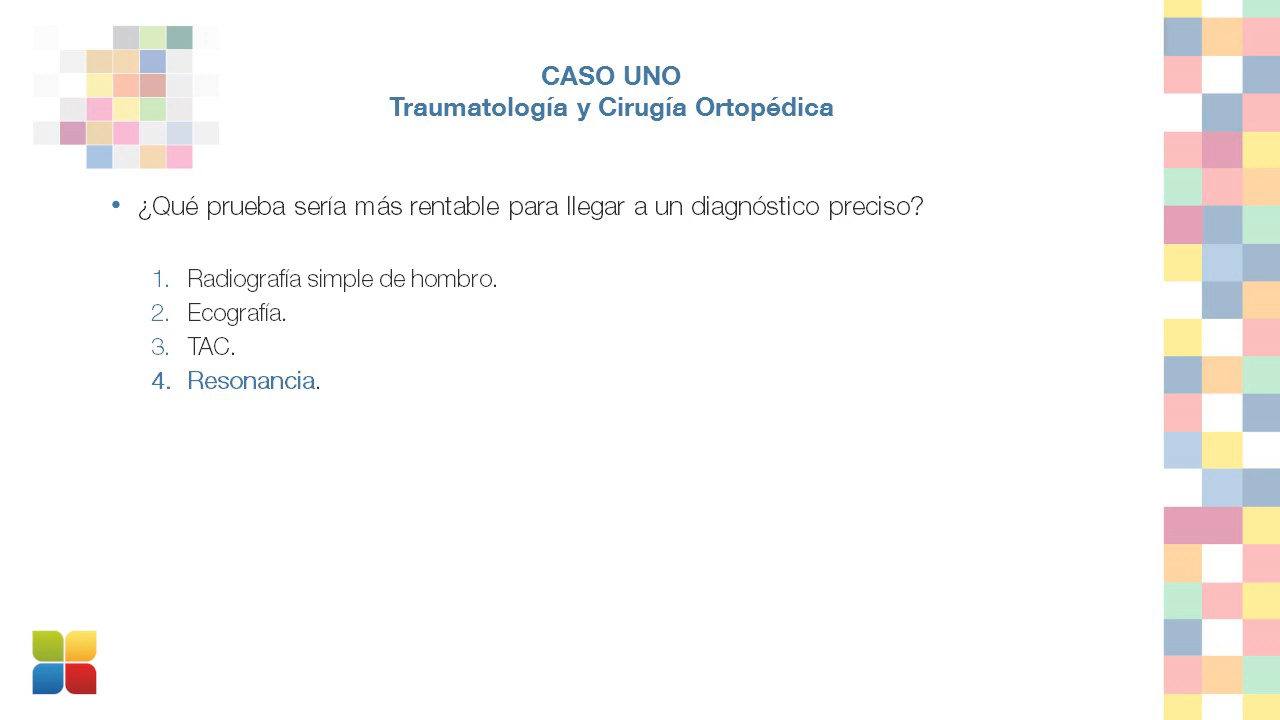 CASO UNO
Traumatología y Cirugía Ortopédica
• ¿Qué prueba sería más rentable para llegar a un diagnóstico preciso?
1. Radiografía simple de hombro.
2. Ecografía.
3. TAC.
4. Resonancia.